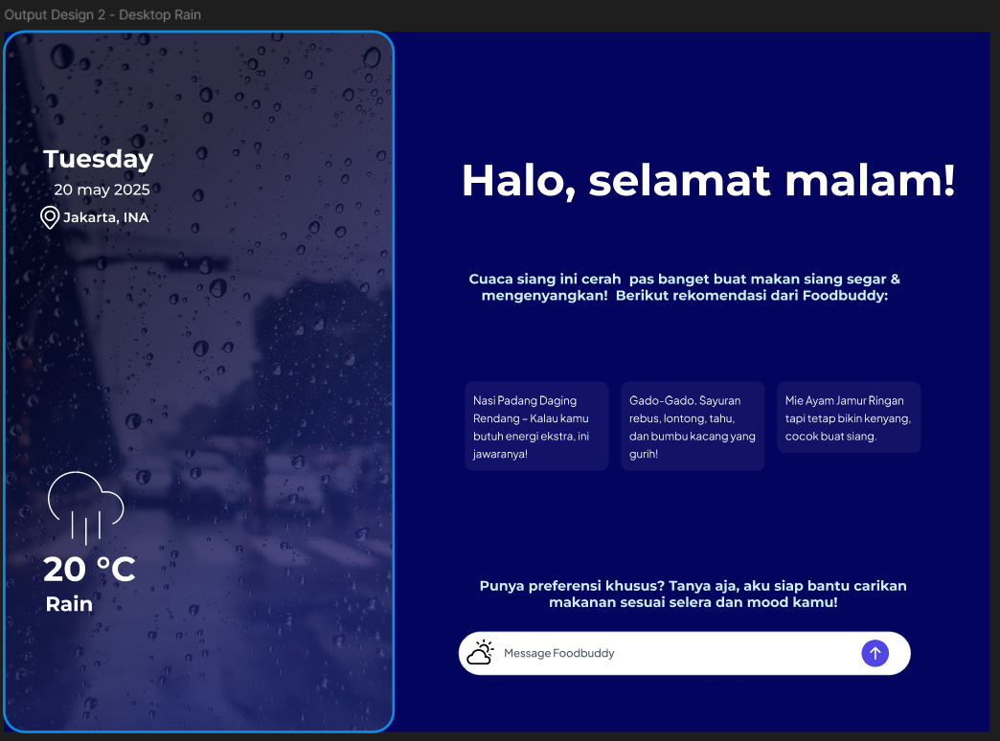 Output Design 2 - Desktop Rain
Tuesday
20 may 2025
Jakarta, INA
20 °C
Rain
Halo, selamat malam!
Cuaca siang ini cerah  pas banget buat makan siang segar &
mengenyangkan!  Berikut rekomendasi dari Foodbuddy:
Nasi Padang Daging
Rendang – Kalau kamu
butuh energi ekstra, ini
jawaranya!
Gado-Gado. Sayuran
rebus, lontong, tahu,
dan bumbu kacang yang
gurih!
Mie Ayam Jamur Ringan
tapi tetap bikin kenyang,
cocok buat siang.
Punya preferensi khusus? Tanya aja, aku siap bantu carikan
makanan sesuai selera dan mood kamu!
Message Foodbuddy